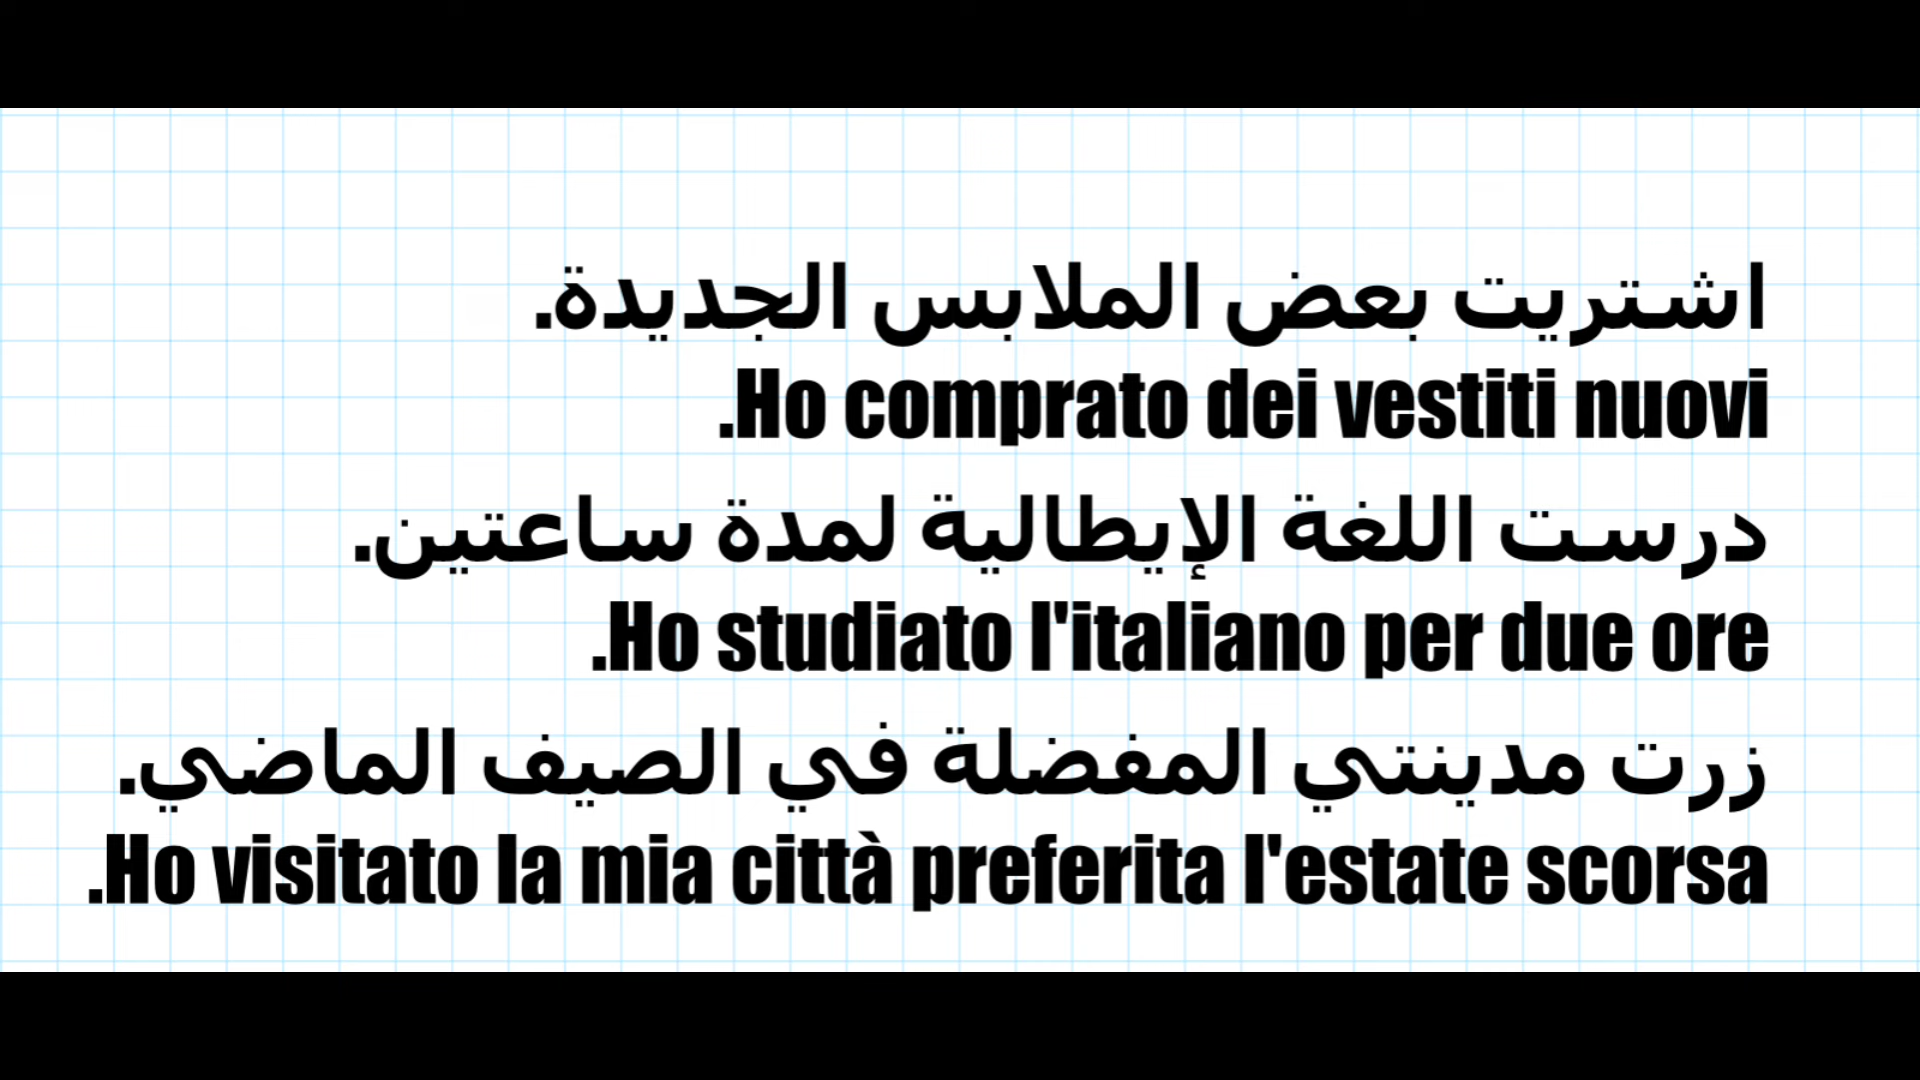 اشتريت بعض الملابس الجديدة.
.Ho comprato dei vestiti nuovi
درست اللغة الإيطالية لمدة ساعتين.
.Ho studiato l'italiano per due ore
زرت مدينتي المفضلة في الصيف الماضي.
.Ho visitato la mia città preferita l'estate scorsa